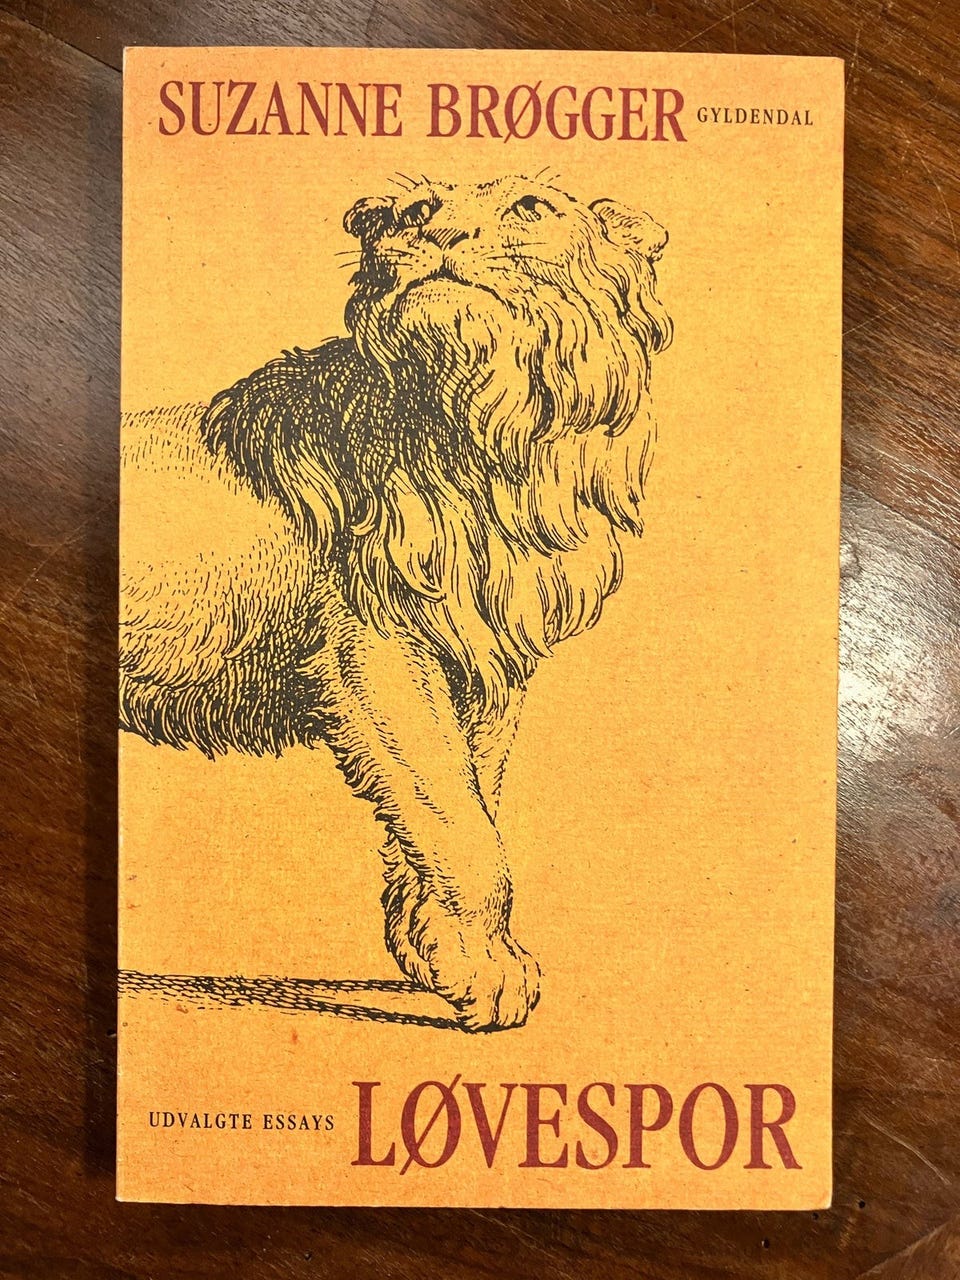 SUZANNE BRØGGER GYLDENDAL
UDVALGTE ESSAYS LØVESPOR